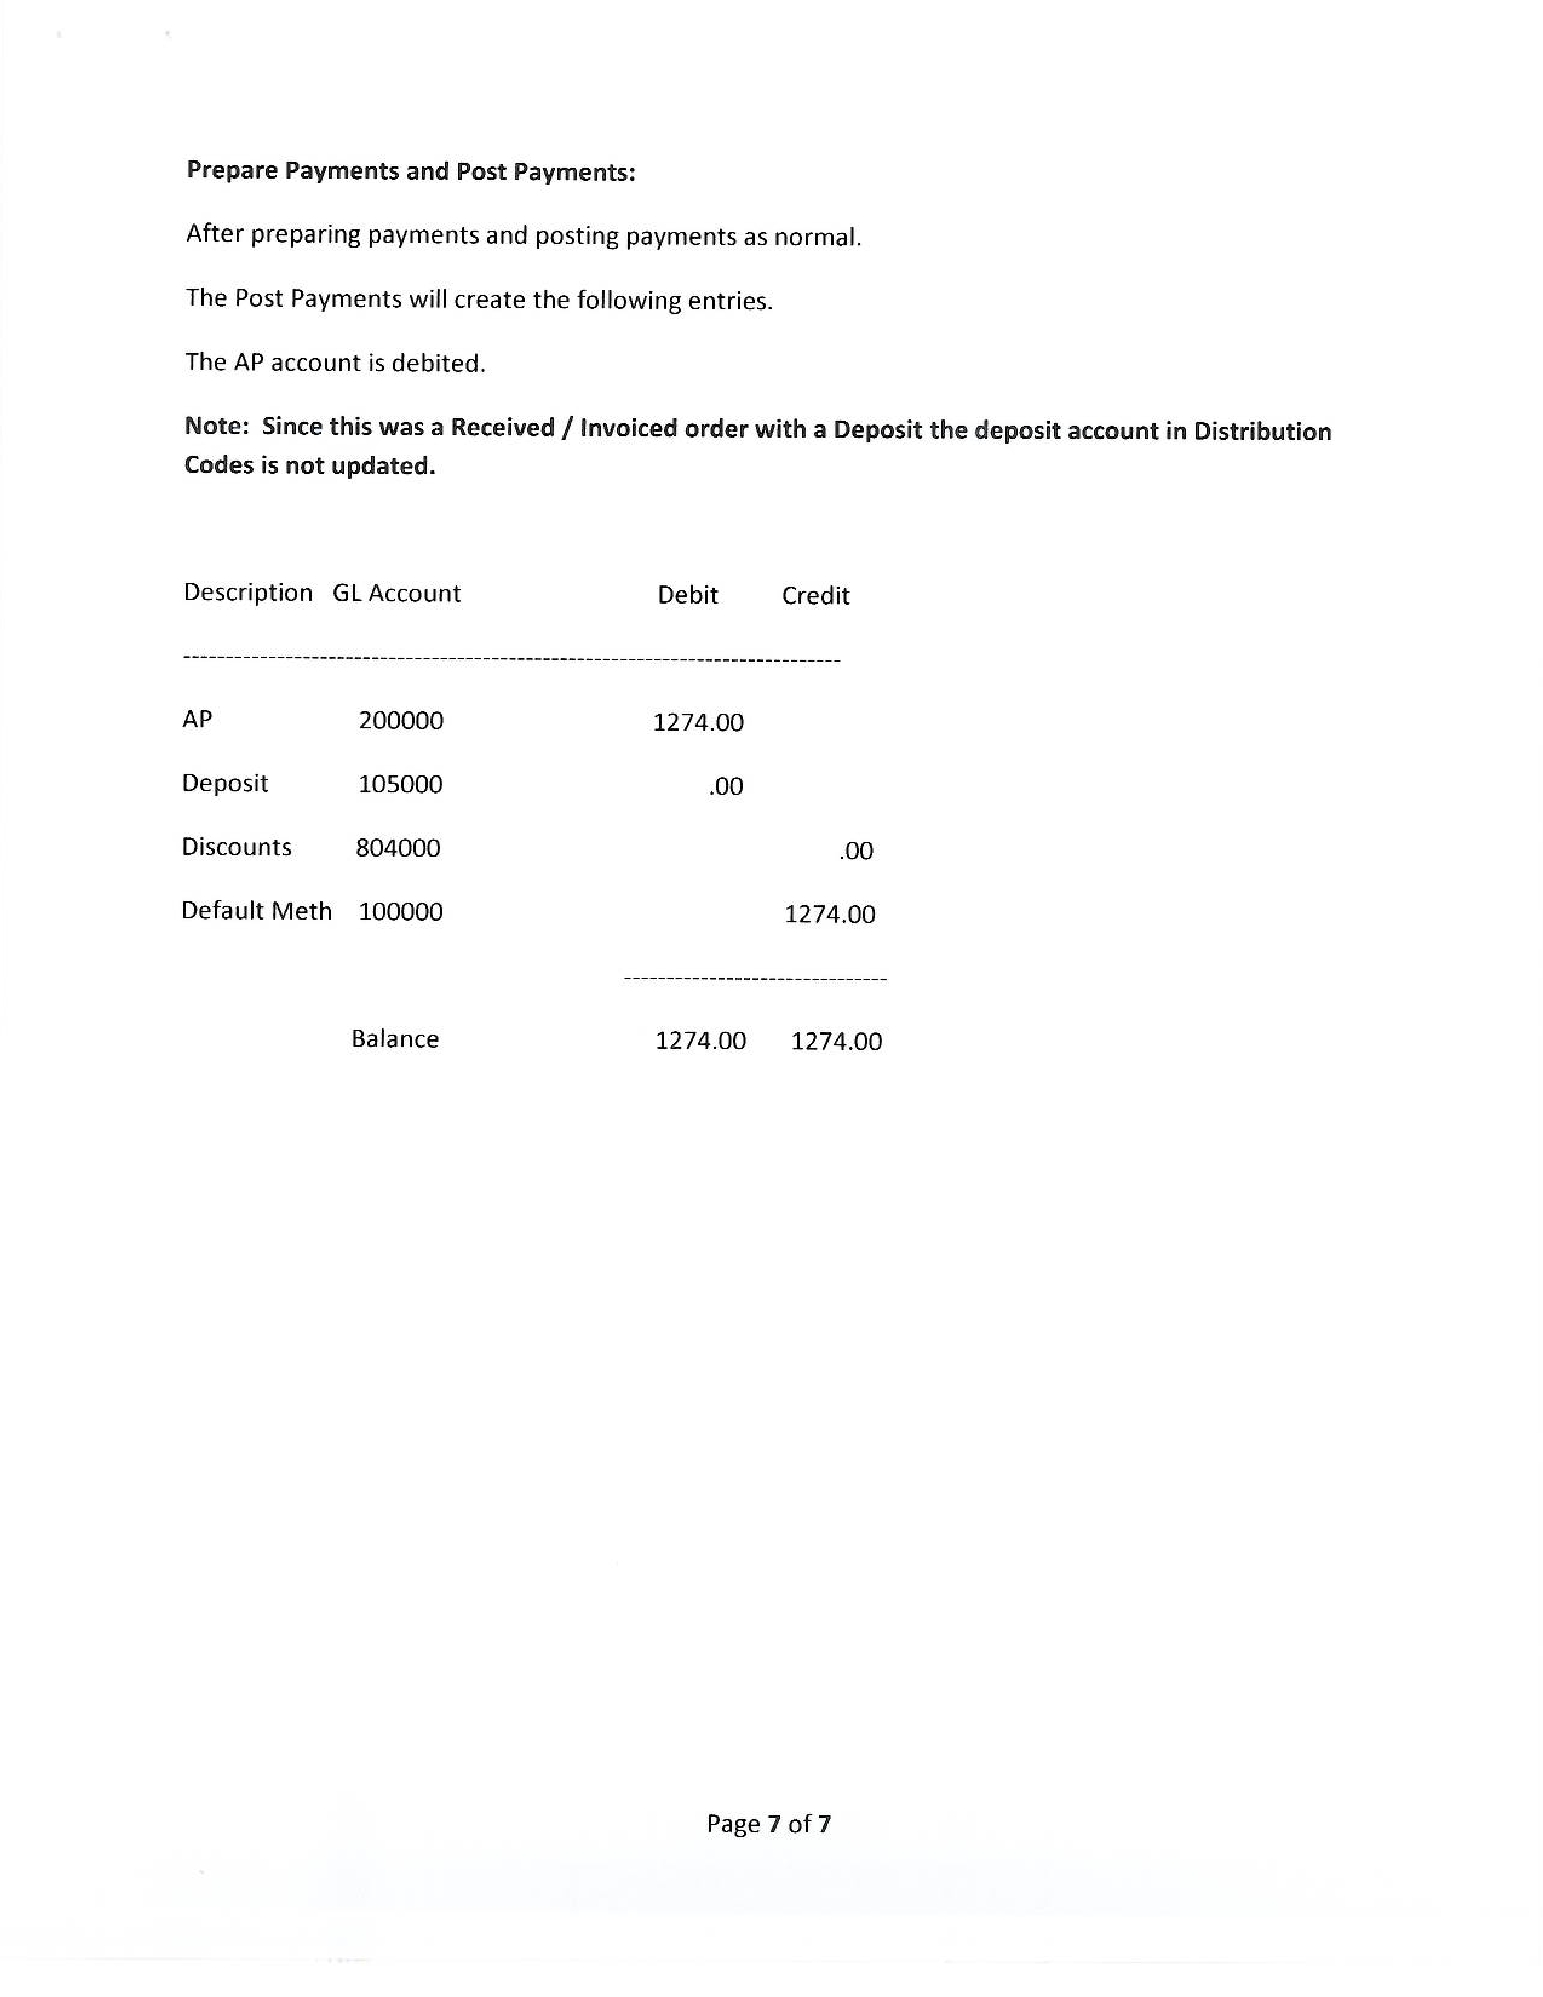 Prepare Payments and Post Payments:
After preparing payments and posting payments as normal.
The Post Payments will create the following entries.
The AP account is debited.
Note:  Since this was a Received / Invoiced order with a Deposit the deposit account in Distribution
Codes is not updated.
Description   GL Account   Debit   Credit
--------------------------------------------------------------------------------
AP   200000   1274.00
Deposit   105000   .00
Discounts   804000   .00
Default Meth   100000   1274.00
--------------------------------
Balance   1274.00   1274.00
Page 7 of 7